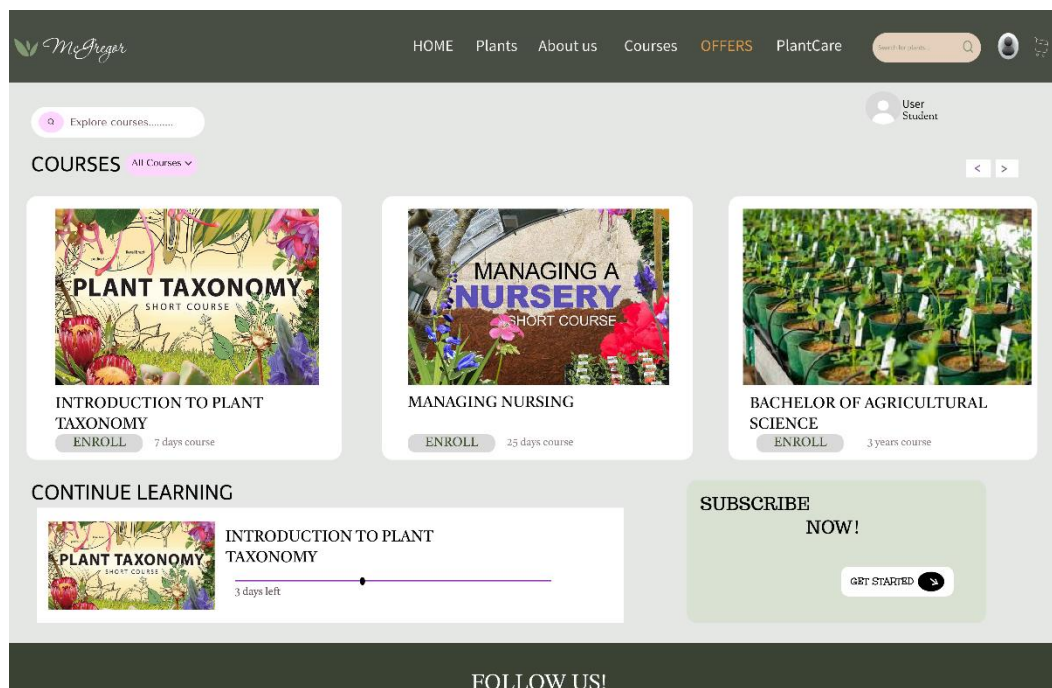 McGregor
HOME Plants About us Courses OFFERS PlantCare
Search for plants...
Explore courses.........
User
Student
COURSES All Courses
< >
PLANT TAXONOMY
SHORT COURSE
MANAGING A
NURSERY
SHORT COURSE
INTRODUCTION TO PLANT
TAXONOMY
ENROLL 7 days course
MANAGING NURSING
ENROLL 25 days course
BACHELOR OF AGRICULTURAL
SCIENCE
ENROLL 3 years course
CONTINUE LEARNING
PLANT TAXONOMY
SHORT COURSE
INTRODUCTION TO PLANT
TAXONOMY
3 days left
SUBSCRIBE
NOW!
GET STARTED
FOLLOW US!